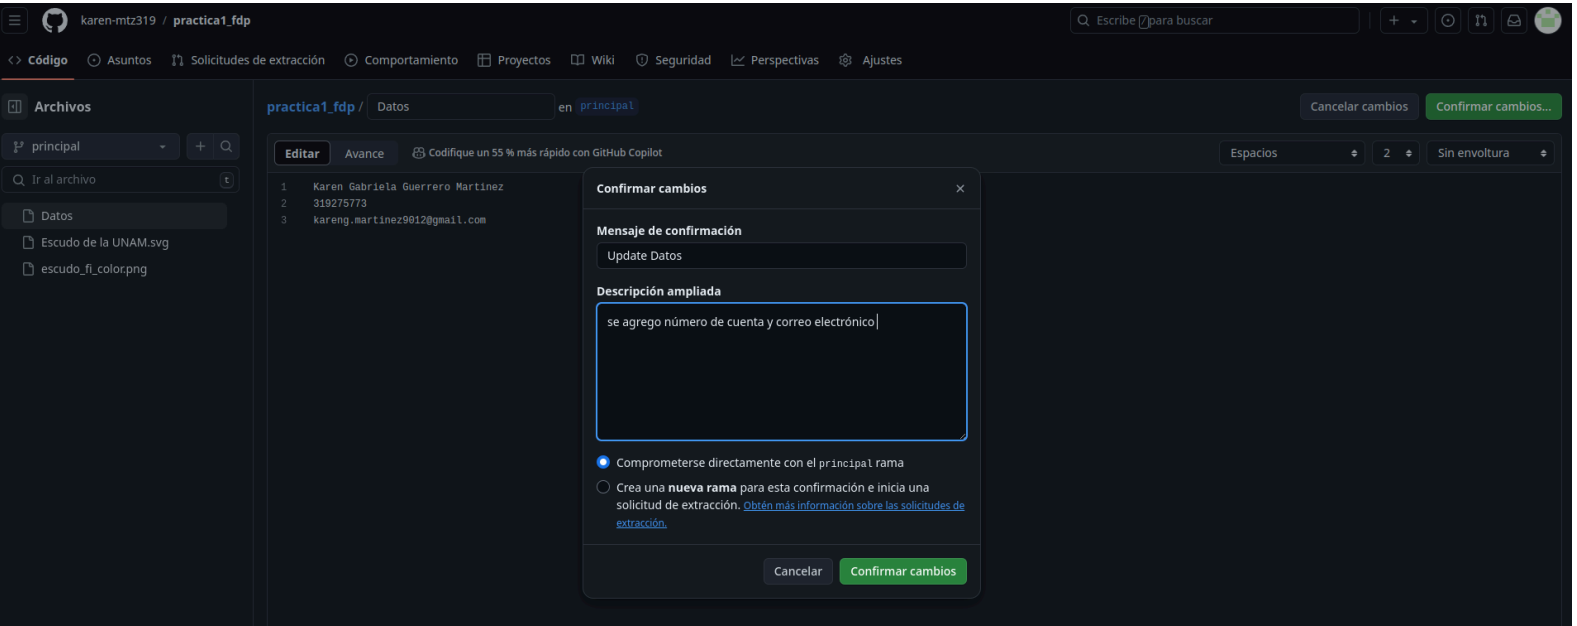 karen-mtz319 / practica1_fdp
Escribe / para buscar
Código Asuntos Solicitudes de extracción Comportamiento Proyectos Wiki Seguridad Perspectivas Ajustes
Archivos
practica1_fdp / Datos en principal
Cancelar cambios Confirmar cambios...
principal
Editar Avance Codifique un 55 % más rápido con GitHub Copilot
Espacios 2 Sin envoltura
Ir al archivo t
Datos
Escudo de la UNAM.svg
escudo_fi_color.png
1 Karen Gabriela Guerrero Martinez
2 319275773
3 kareng.martinez9012@gmail.com
Confirmar cambios
Mensaje de confirmación
Update Datos
Descripción ampliada
se agrego número de cuenta y correo electrónico
Comprometerse directamente con el principal rama
Crea una nueva rama para esta confirmación e inicia una
solicitud de extracción. Obtén más información sobre las solicitudes de
extracción.
Cancelar Confirmar cambios